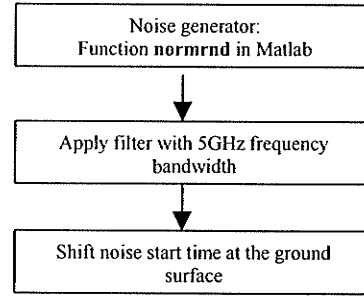 Noise generator:
Function normrnd in Matlab
Apply filter with 5GHz frequency
bandwidth
Shift noise start time at the ground
surface